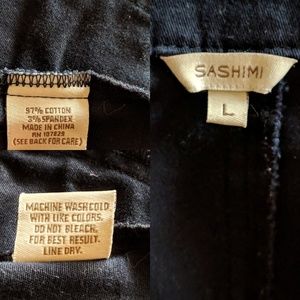 97% COTTON
3% SPANDEX
MADE IN CHINA
RN 107829
(SEE BACK FOR CARE)
MACHINE WASH COLD
WITH LIKE COLORS.
DO NOT BLEACH.
FOR BEST RESULT.
LINE DRY.
SASHIMI
L